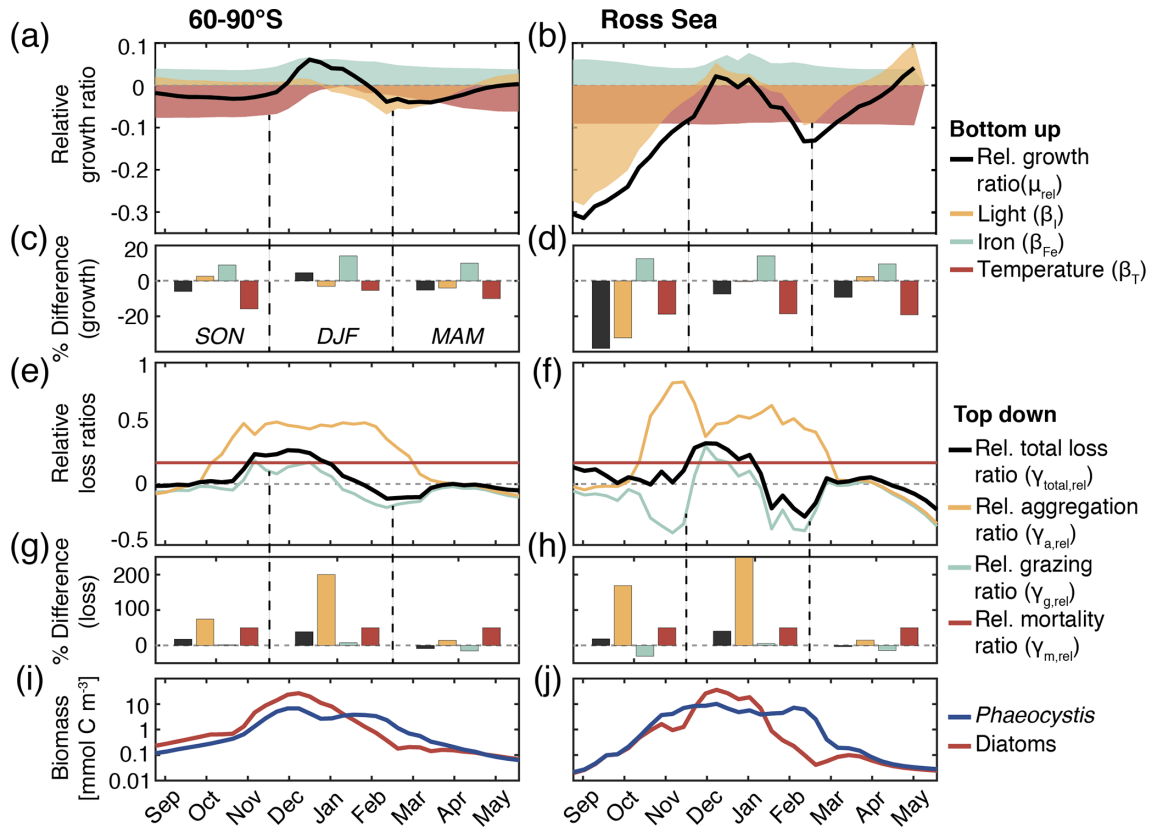 60-90°S
Ross Sea
(a)
(b)
Relative
growth ratio
0.1
0
-0.1
-0.2
-0.3
Bottom up
Rel. growth
ratio(μrel)
Light (βI)
Iron (βFe)
Temperature (βT)
(c)
(d)
% Difference
(growth)
20
0
-20
SON
DJF
MAM
(e)
(f)
Relative
loss ratios
1
0.5
0
-0.5
Top down
Rel. total loss
ratio (γtotal,rel)
Rel. aggregation
ratio (γa,rel)
Rel. grazing
ratio (γg,rel)
Rel. mortality
ratio (γm,rel)
(g)
(h)
% Difference
(loss)
200
100
0
(i)
(j)
Biomass
[mmol C m-3]
10
1
0.1
0.01
Phaeocystis
Diatoms
Sep
Oct
Nov
Dec
Jan
Feb
Mar
Apr
May
Sep
Oct
Nov
Dec
Jan
Feb
Mar
Apr
May